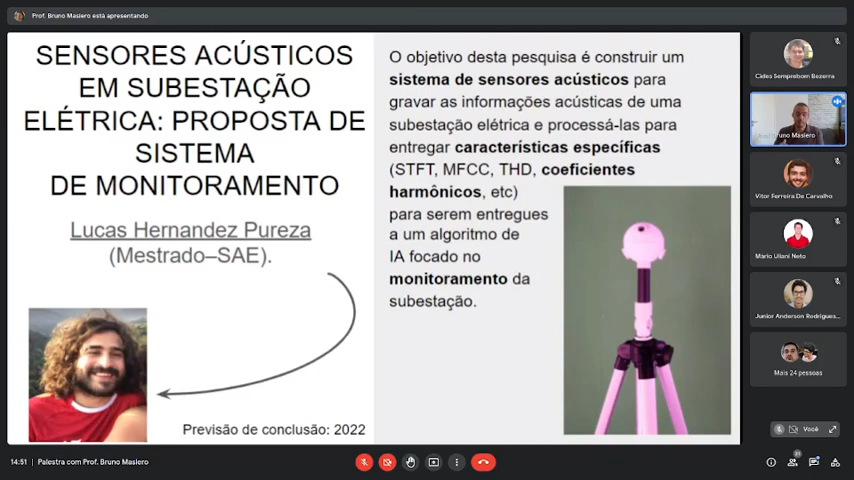 Prof. Bruno Masiero está apresentando
SENSORES ACÚSTICOS
EM SUBESTAÇÃO
ELÉTRICA: PROPOSTA DE
SISTEMA
DE MONITORAMENTO
Lucas Hernandez Pureza
(Mestrado–SAE).
Previsão de conclusão: 2022
O objetivo desta pesquisa é construir um
sistema de sensores acústicos para
gravar as informações acústicas de uma
subestação elétrica e processá-las para
entregar características específicas
(STFT, MFCC, THD, coeficientes
harmônicos, etc)
para serem entregues
a um algoritmo de
IA focado no
monitoramento da
subestação.
Cides Semprebom Bezerra
Bruno Masiero
Vitor Ferreira De Carvalho
Mario Uliani Neto
Junior Anderson Rodrigues...
Mais 24 pessoas
Você
14:51 | Palestra com Prof. Bruno Masiero